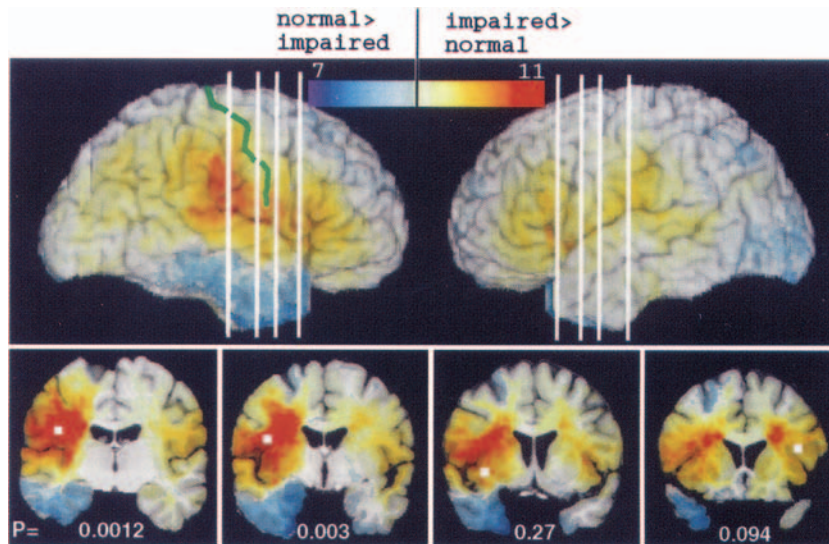 normal>
impaired
impaired>
normal
7
11
P=
0.0012
0.003
0.27
0.094